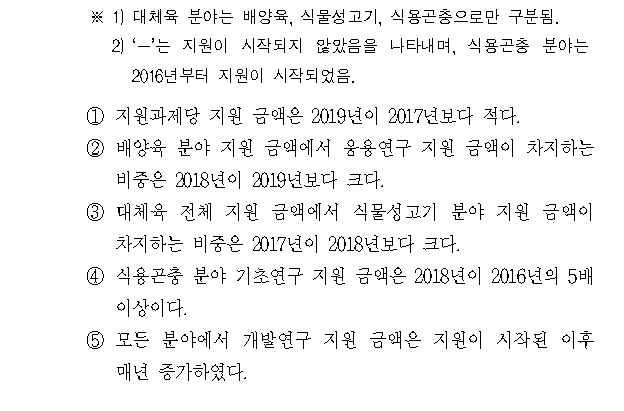 ※ 1) 대체육 분야는 배양육, 식물성고기, 식용곤충으로만 구분됨.
2) ‘─’는 지원이 시작되지 않았음을 나타내며, 식용곤충 분야는
2016년부터 지원이 시작되었음.
① 지원과제당 지원 금액은 2019년이 2017년보다 적다.
② 배양육 분야 지원 금액에서 응용연구 지원 금액이 차지하는
비중은 2018년이 2019년보다 크다.
③ 대체육 전체 지원 금액에서 식물성고기 분야 지원 금액이
차지하는 비중은 2017년이 2018년보다 크다.
④ 식용곤충 분야 기초연구 지원 금액은 2018년이 2016년의 5배
이상이다.
⑤ 모든 분야에서 개발연구 지원 금액은 지원이 시작된 이후
매년 증가하였다.